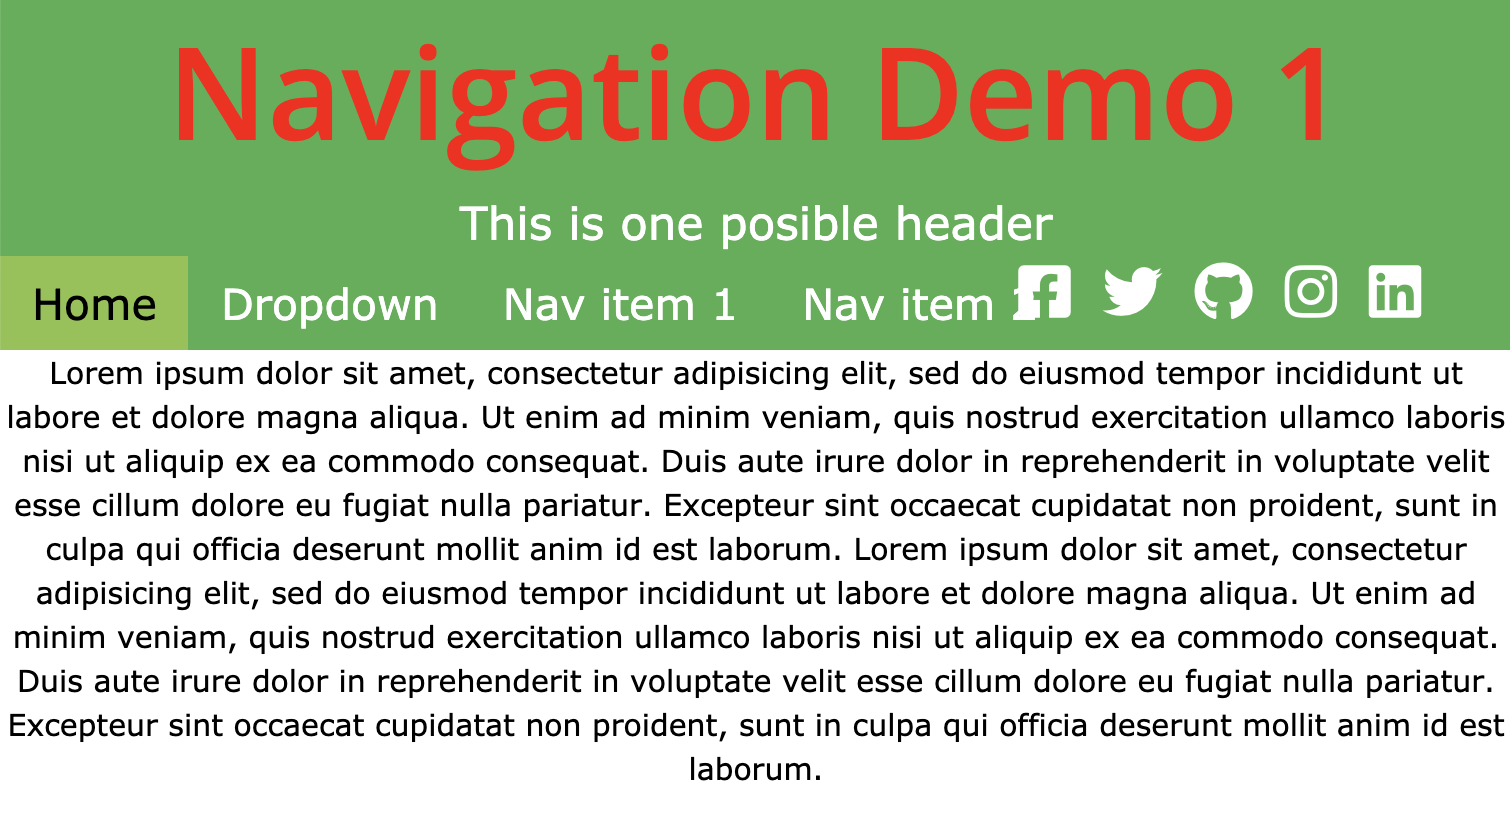 Navigation Demo 1
This is one posible header
Home Dropdown Nav item 1 Nav item
Lorem ipsum dolor sit amet, consectetur adipisicing elit, sed do eiusmod tempor incididunt ut
labore et dolore magna aliqua. Ut enim ad minim veniam, quis nostrud exercitation ullamco laboris
nisi ut aliquip ex ea commodo consequat. Duis aute irure dolor in reprehenderit in voluptate velit
esse cillum dolore eu fugiat nulla pariatur. Excepteur sint occaecat cupidatat non proident, sunt in
culpa qui officia deserunt mollit anim id est laborum. Lorem ipsum dolor sit amet, consectetur
adipisicing elit, sed do eiusmod tempor incididunt ut labore et dolore magna aliqua. Ut enim ad
minim veniam, quis nostrud exercitation ullamco laboris nisi ut aliquip ex ea commodo consequat.
Duis aute irure dolor in reprehenderit in voluptate velit esse cillum dolore eu fugiat nulla pariatur.
Excepteur sint occaecat cupidatat non proident, sunt in culpa qui officia deserunt mollit anim id est
laborum.